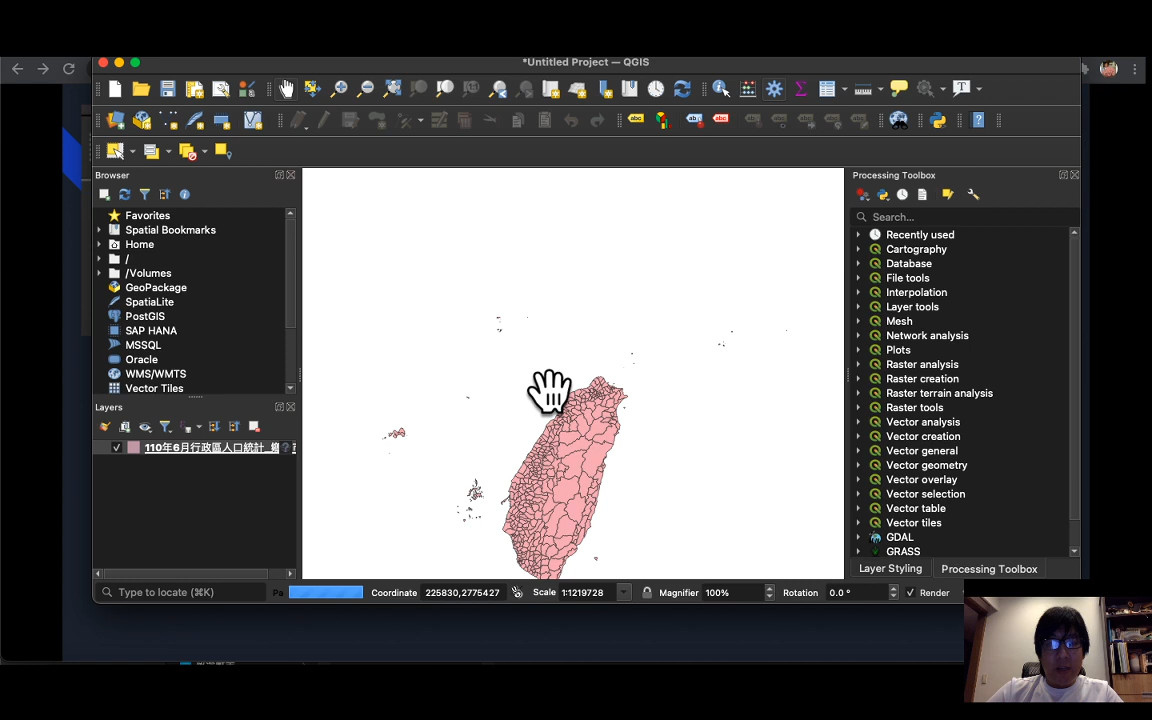 *Untitled Project — QGIS
Browser
Favorites
Spatial Bookmarks
Home
/
/Volumes
GeoPackage
SpatiaLite
PostGIS
SAP HANA
MSSQL
Oracle
WMS/WMTS
Vector Tiles
Layers
110年6月行政區人口統計_
Processing Toolbox
Search...
Recently used
Cartography
Database
File tools
Interpolation
Layer tools
Mesh
Network analysis
Plots
Raster analysis
Raster creation
Raster terrain analysis
Raster tools
Vector analysis
Vector creation
Vector general
Vector geometry
Vector overlay
Vector selection
Vector table
Vector tiles
GDAL
GRASS
Layer Styling
Processing Toolbox
Type to locate (⌘K)
Pa
Coordinate 225830,2775427
Scale 1:1219728
Magnifier 100%
Rotation 0.0 °
Render